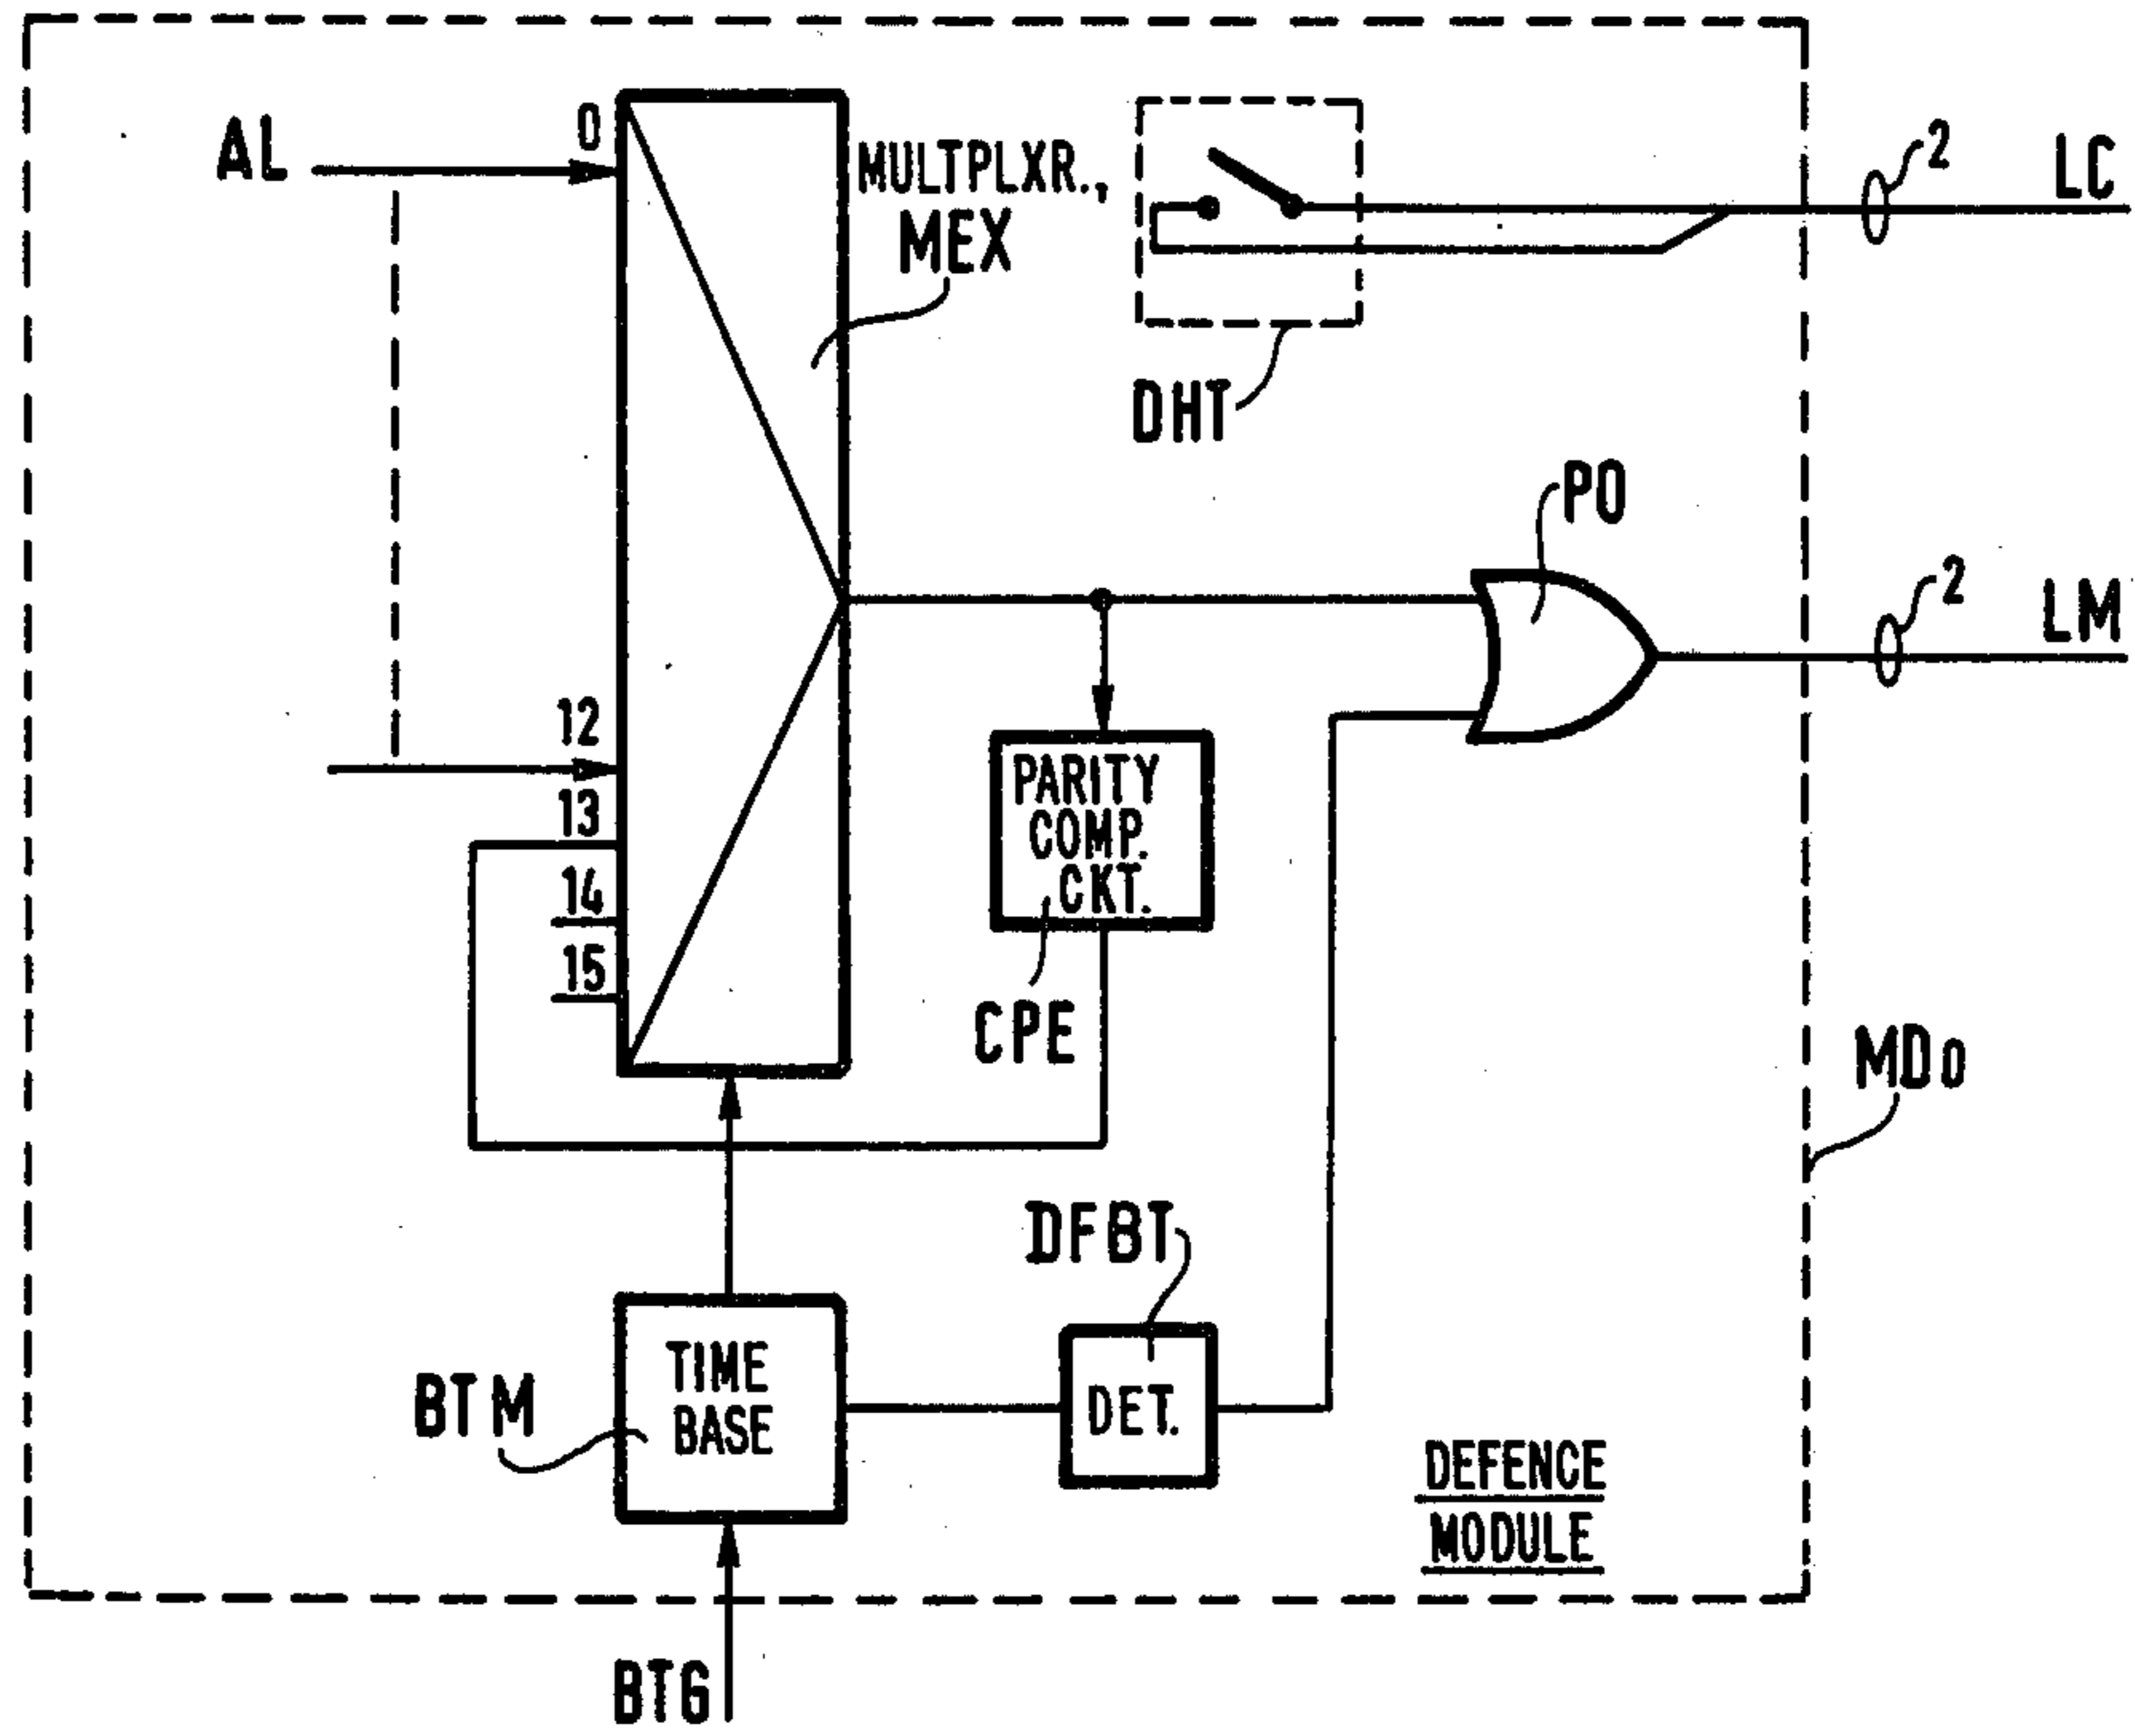 AL
0
MULTPLXR.,
MEX
2
LC
DHT
PO
2
LM
12
13
14
15
PARITY
COMP.
CKT.
CPE
MDo
DFBT
BTM
TIME
BASE
DET.
DEFENCE
MODULE
BTG